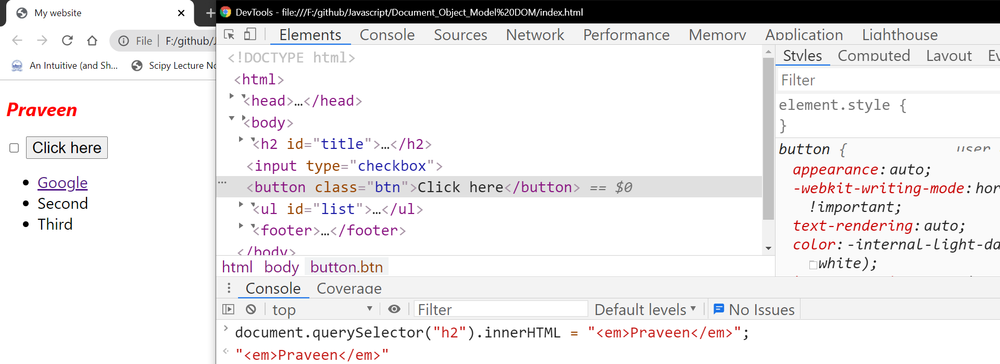 My website
File F:/github/J
An Intuitive (and Sh... Scipy Lecture No
Praveen
Click here
Google
Second
Third
DevTools - file:///F:/github/Javascript/Document_Object_Model%20DOM/index.html
Elements Console Sources Network Performance Memory Application Lighthouse
<!DOCTYPE html>
<html>
<head>…</head>
<body>
<h2 id="title">…</h2>
<input type="checkbox">
<button class="btn">Click here</button> == $0
<ul id="list">…</ul>
<footer>…</footer>
</body>
html body button.btn
Styles Computed Layout Ev
Filter
element.style {
}
button { user
appearance: auto;
-webkit-writing-mode: hor
!important;
text-rendering: auto;
color: -internal-light-da
white);
Console Coverage
top Filter Default levels No Issues
document.querySelector("h2").innerHTML = "<em>Praveen</em>";
"<em>Praveen</em>"